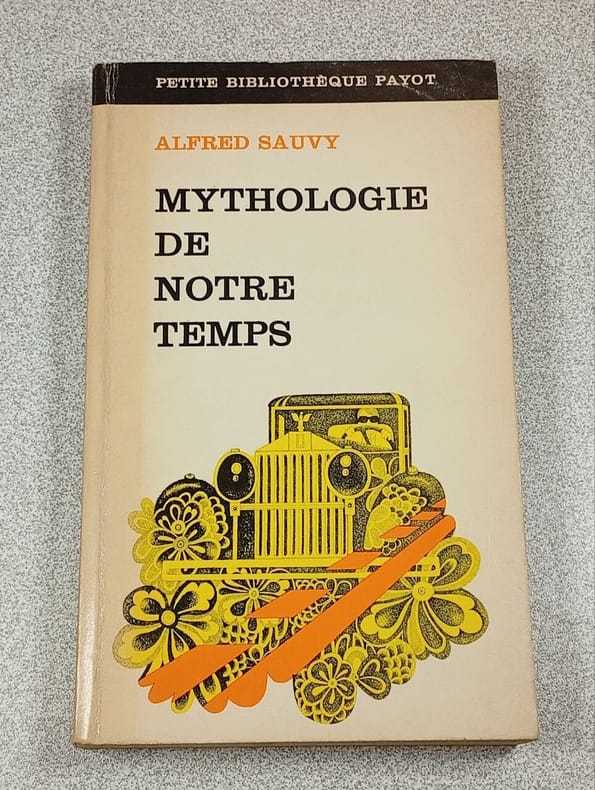 PETITE BIBLIOTHÈQUE PAYOT
ALFRED SAUVY
MYTHOLOGIE
DE
NOTRE
TEMPS